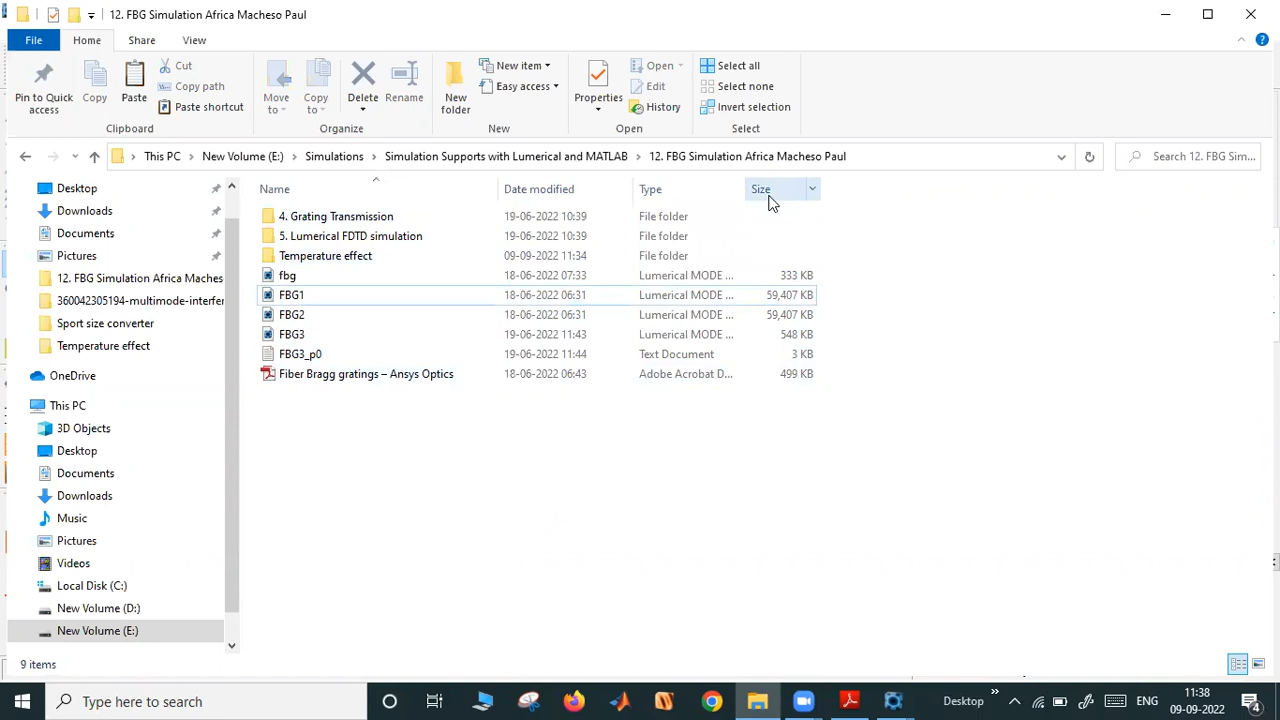 12. FBG Simulation Africa Macheso Paul
File Home Share View
Pin to Quick access
Copy
Paste
Cut
Copy path
Paste shortcut
Clipboard
Move to
Copy to
Delete
Rename
Organize
New folder
New item
Easy access
New
Properties
Open
Edit
History
Open
Select all
Select none
Invert selection
Select
This PC New Volume (E:) Simulations Simulation Supports with Lumerical and MATLAB 12. FBG Simulation Africa Macheso Paul
Search 12. FBG Sim...
Desktop
Downloads
Documents
Pictures
12. FBG Simulation Africa Maches
360042305194-multimode-interfer
Sport size converter
Temperature effect
OneDrive
This PC
3D Objects
Desktop
Documents
Downloads
Music
Pictures
Videos
Local Disk (C:)
New Volume (D:)
New Volume (E:)
Name Date modified Type Size
4. Grating Transmission 19-06-2022 10:39 File folder
5. Lumerical FDTD simulation 19-06-2022 10:39 File folder
Temperature effect 09-09-2022 11:34 File folder
fbg 18-06-2022 07:33 Lumerical MODE ... 333 KB
FBG1 18-06-2022 06:31 Lumerical MODE ... 59,407 KB
FBG2 18-06-2022 06:31 Lumerical MODE ... 59,407 KB
FBG3 19-06-2022 11:43 Lumerical MODE ... 548 KB
FBG3_p0 19-06-2022 11:44 Text Document 3 KB
Fiber Bragg gratings – Ansys Optics 18-06-2022 06:43 Adobe Acrobat D... 499 KB
9 items
Type here to search
Desktop
ENG
11:38
09-09-2022
4